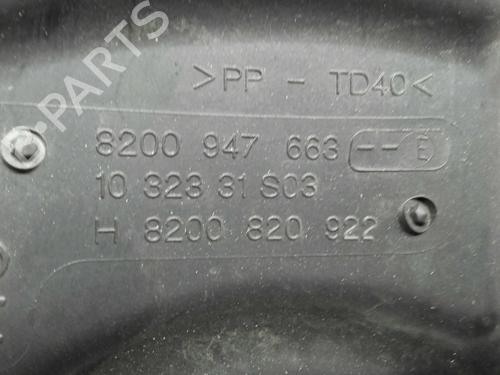 B-PARTS
>PP - TD40<
8200 947 663 -- E
10 323 31 S03
H 8200 820 922